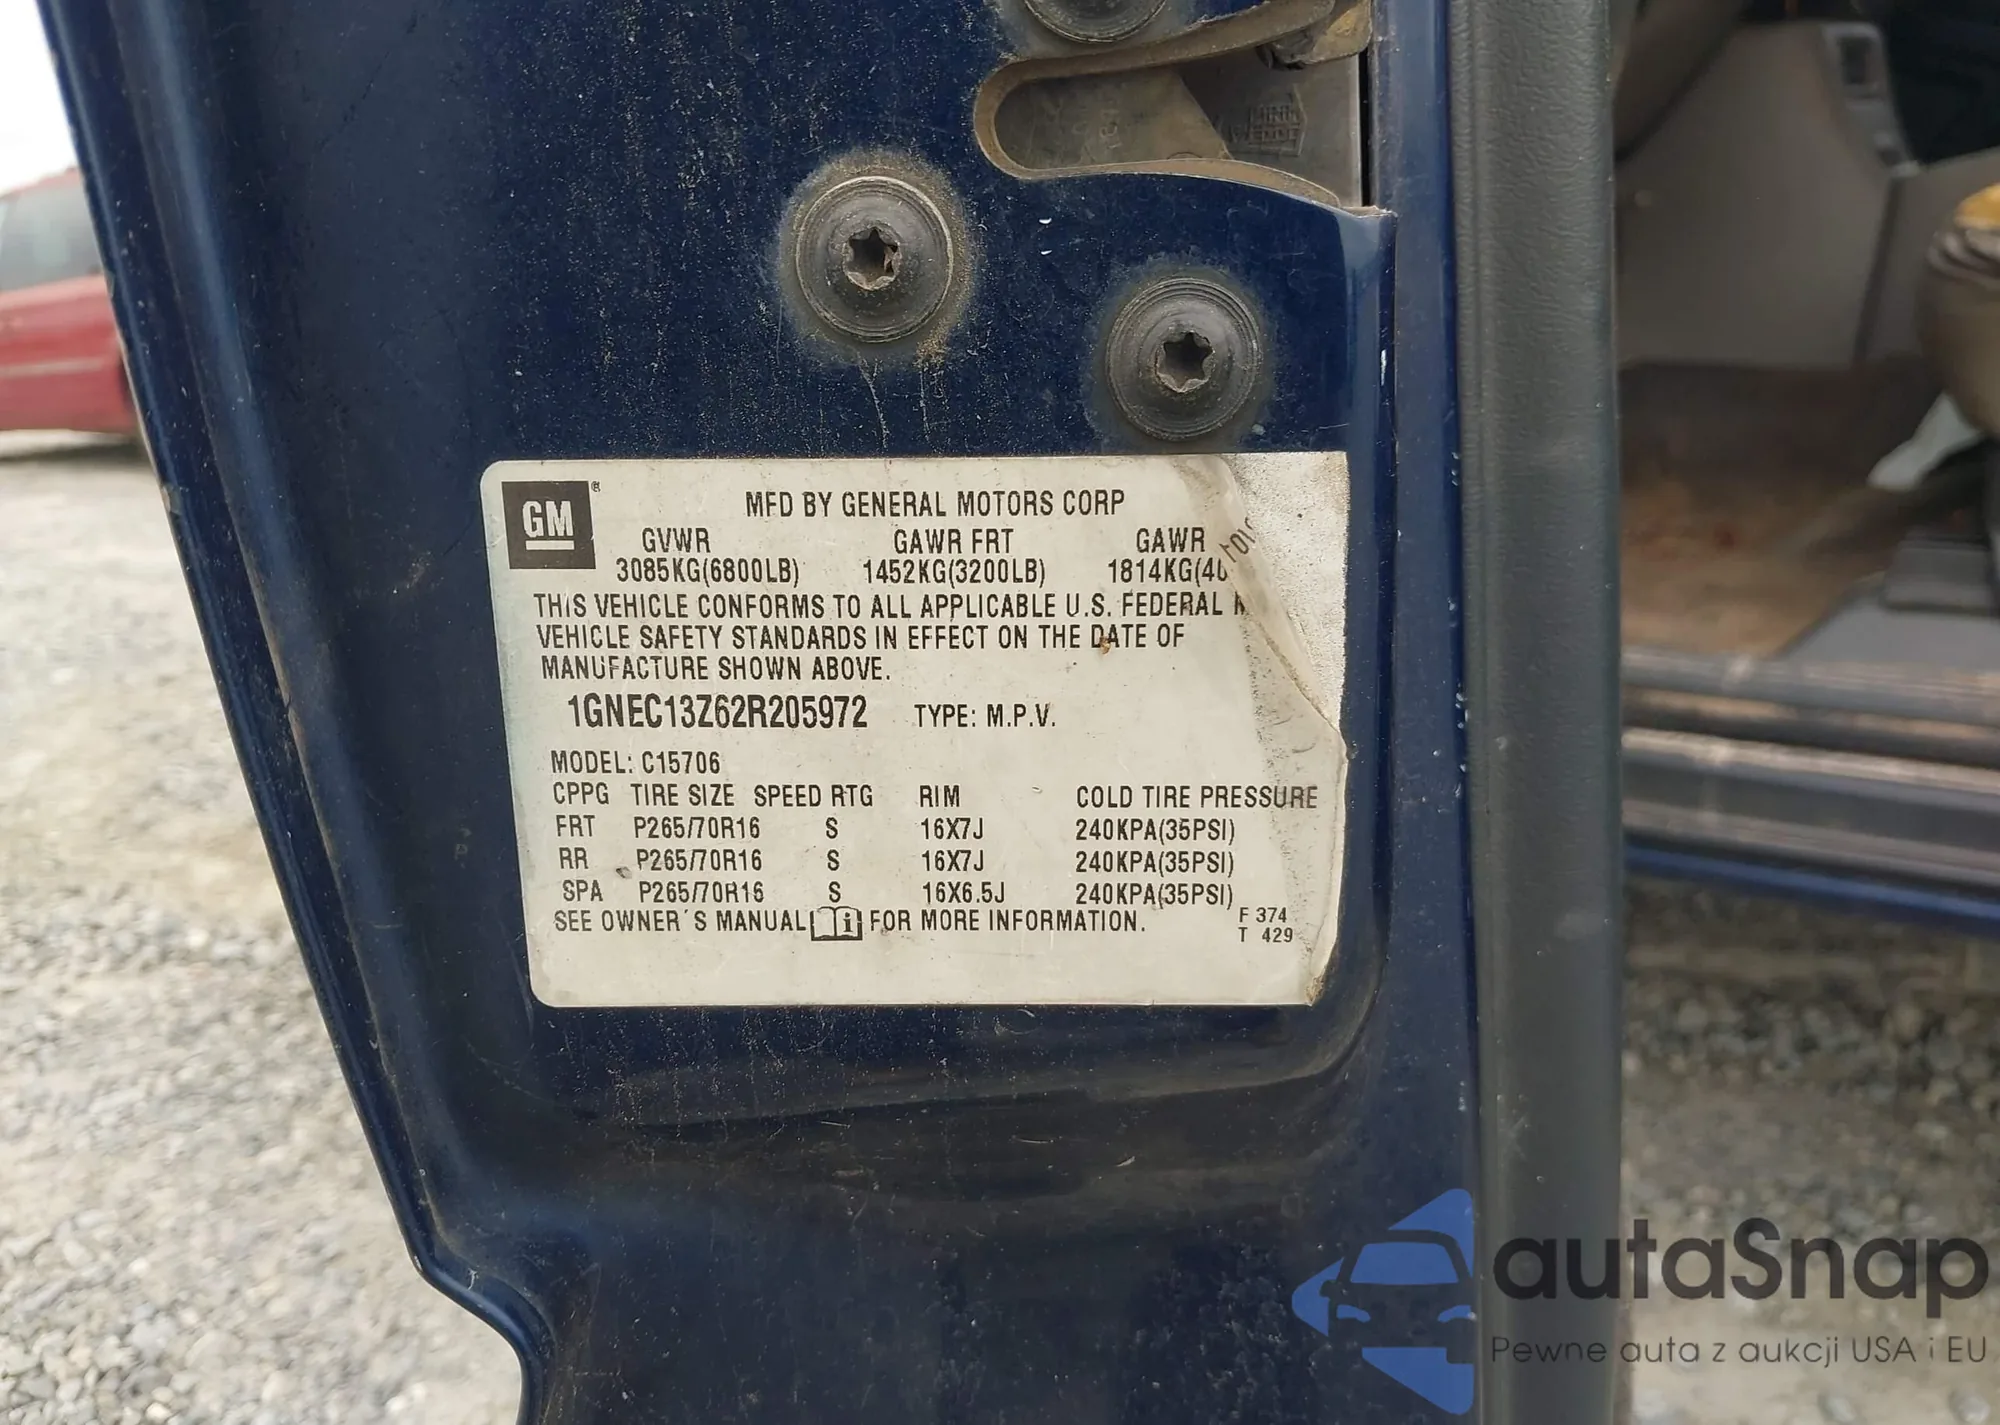 GM
MFD BY GENERAL MOTORS CORP
GVWR GAWR FRT GAWR
3085KG(6800LB) 1452KG(3200LB) 1814KG(40
THIS VEHICLE CONFORMS TO ALL APPLICABLE U.S. FEDERAL
VEHICLE SAFETY STANDARDS IN EFFECT ON THE DATE OF
MANUFACTURE SHOWN ABOVE.
1GNEC13Z62R205972 TYPE: M.P.V.
MODEL: C15706
CPPG TIRE SIZE SPEED RTG RIM COLD TIRE PRESSURE
FRT P265/70R16 S 16X7J 240KPA(35PSI)
RR P265/70R16 S 16X7J 240KPA(35PSI)
SPA P265/70R16 S 16X6.5J 240KPA(35PSI)
SEE OWNER'S MANUAL FOR MORE INFORMATION.
F 374
T 429
autaSnap
Pewne auta z aukcji USA i EU